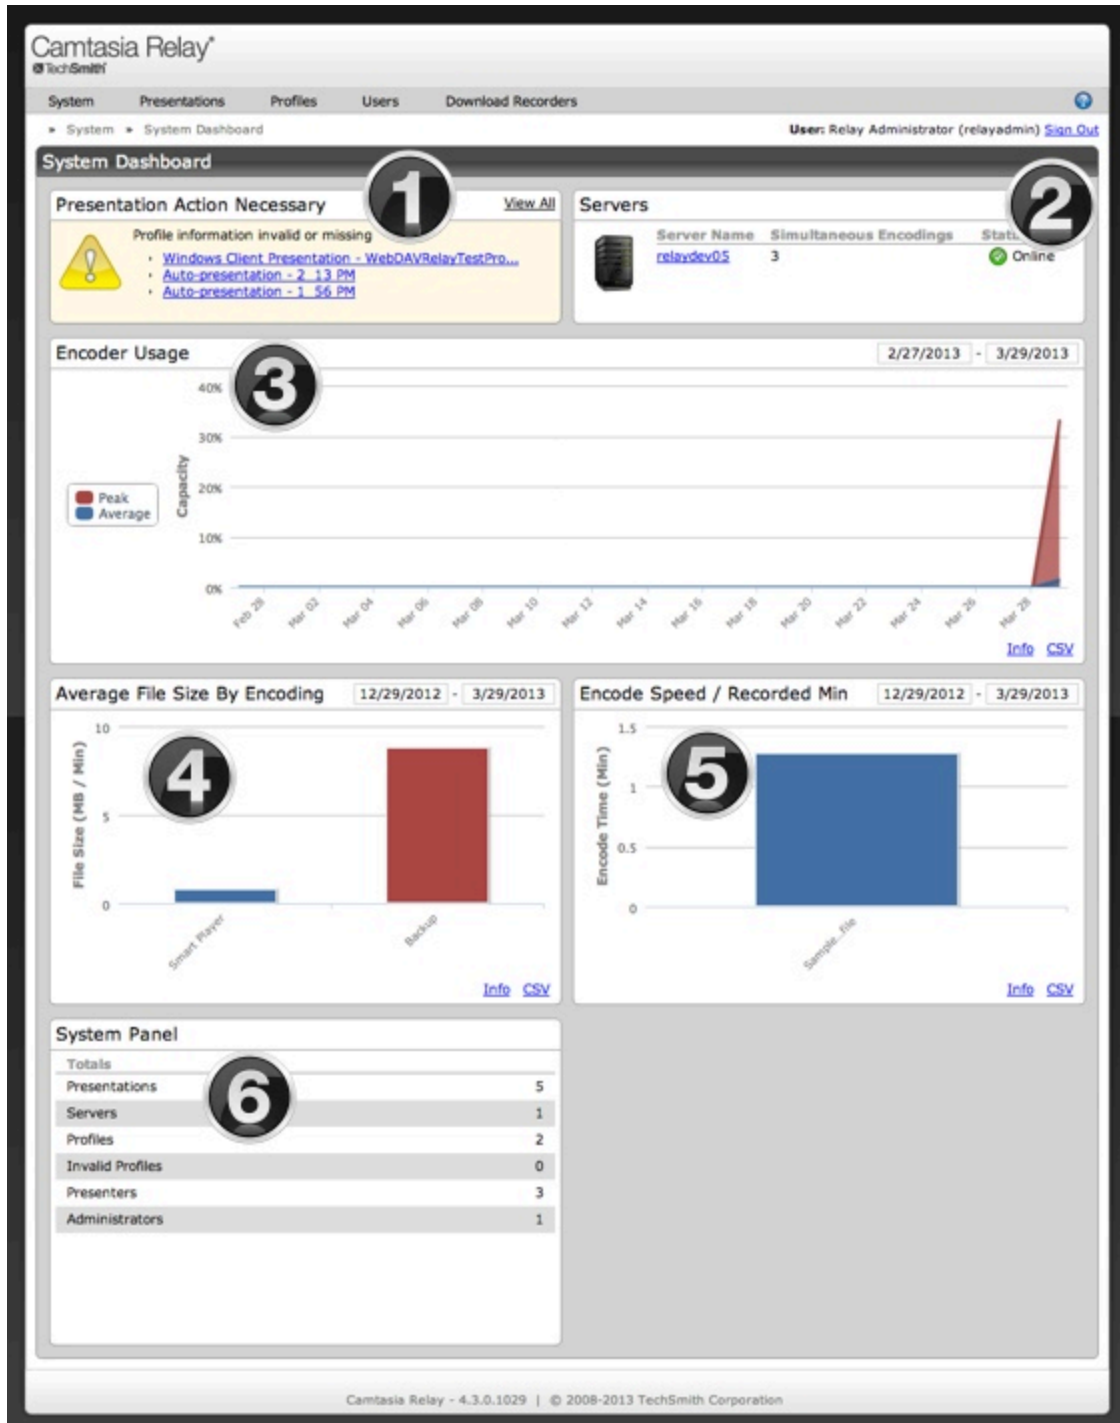 Camtasia Relay®
TechSmith®
System Presentations Profiles Users Download Recorders ?
» System » System Dashboard
User: Relay Administrator (relayadmin) Sign Out
System Dashboard
1
2
Presentation Action Necessary View All
Profile information invalid or missing
Windows Client Presentation - WebDAVRelayTestPro...
Auto-presentation - 2_13 PM
Auto-presentation - 1_56 PM
Servers
Server Name Simultaneous Encodings
relaydev05 3 Online
Encoder Usage
3
2/27/2013 - 3/29/2013
40%
30%
20%
10%
0%
Capacity
Peak
Average
Feb 28 Mar 02 Mar 04 Mar 06 Mar 08 Mar 10 Mar 12 Mar 14 Mar 16 Mar 18 Mar 20 Mar 22 Mar 24 Mar 26 Mar 28
Info CSV
Average File Size By Encoding 12/29/2012 - 3/29/2013
4
10
5
0
File Size (MB / Min)
Smart Player Backup
Info CSV
Encode Speed / Recorded Min 12/29/2012 - 3/29/2013
5
1.5
1
0.5
0
Encode Time (Min)
Sample...file
Info CSV
System Panel
6
Totals
Presentations 5
Servers 1
Profiles 2
Invalid Profiles 0
Presenters 3
Administrators 1
Camtasia Relay - 4.3.0.1029 | © 2008-2013 TechSmith Corporation